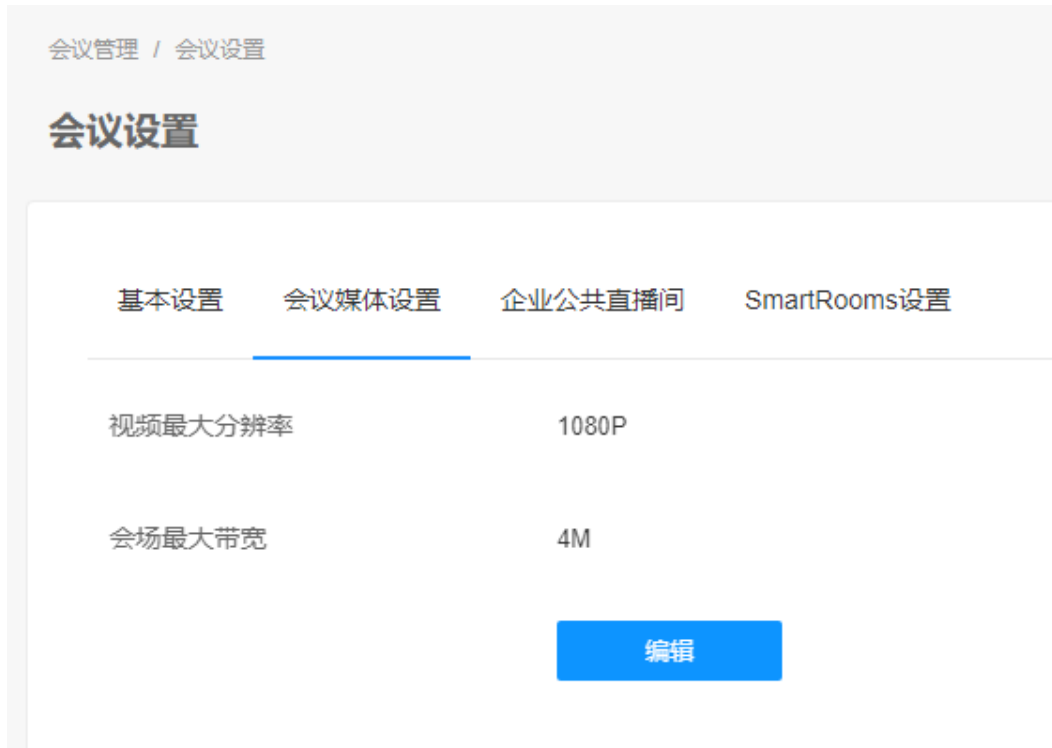 会议管理 / 会议设置
会议设置
基本设置 会议媒体设置 企业公共直播间 SmartRooms设置
视频最大分辨率 1080P
会场最大带宽 4M
编辑